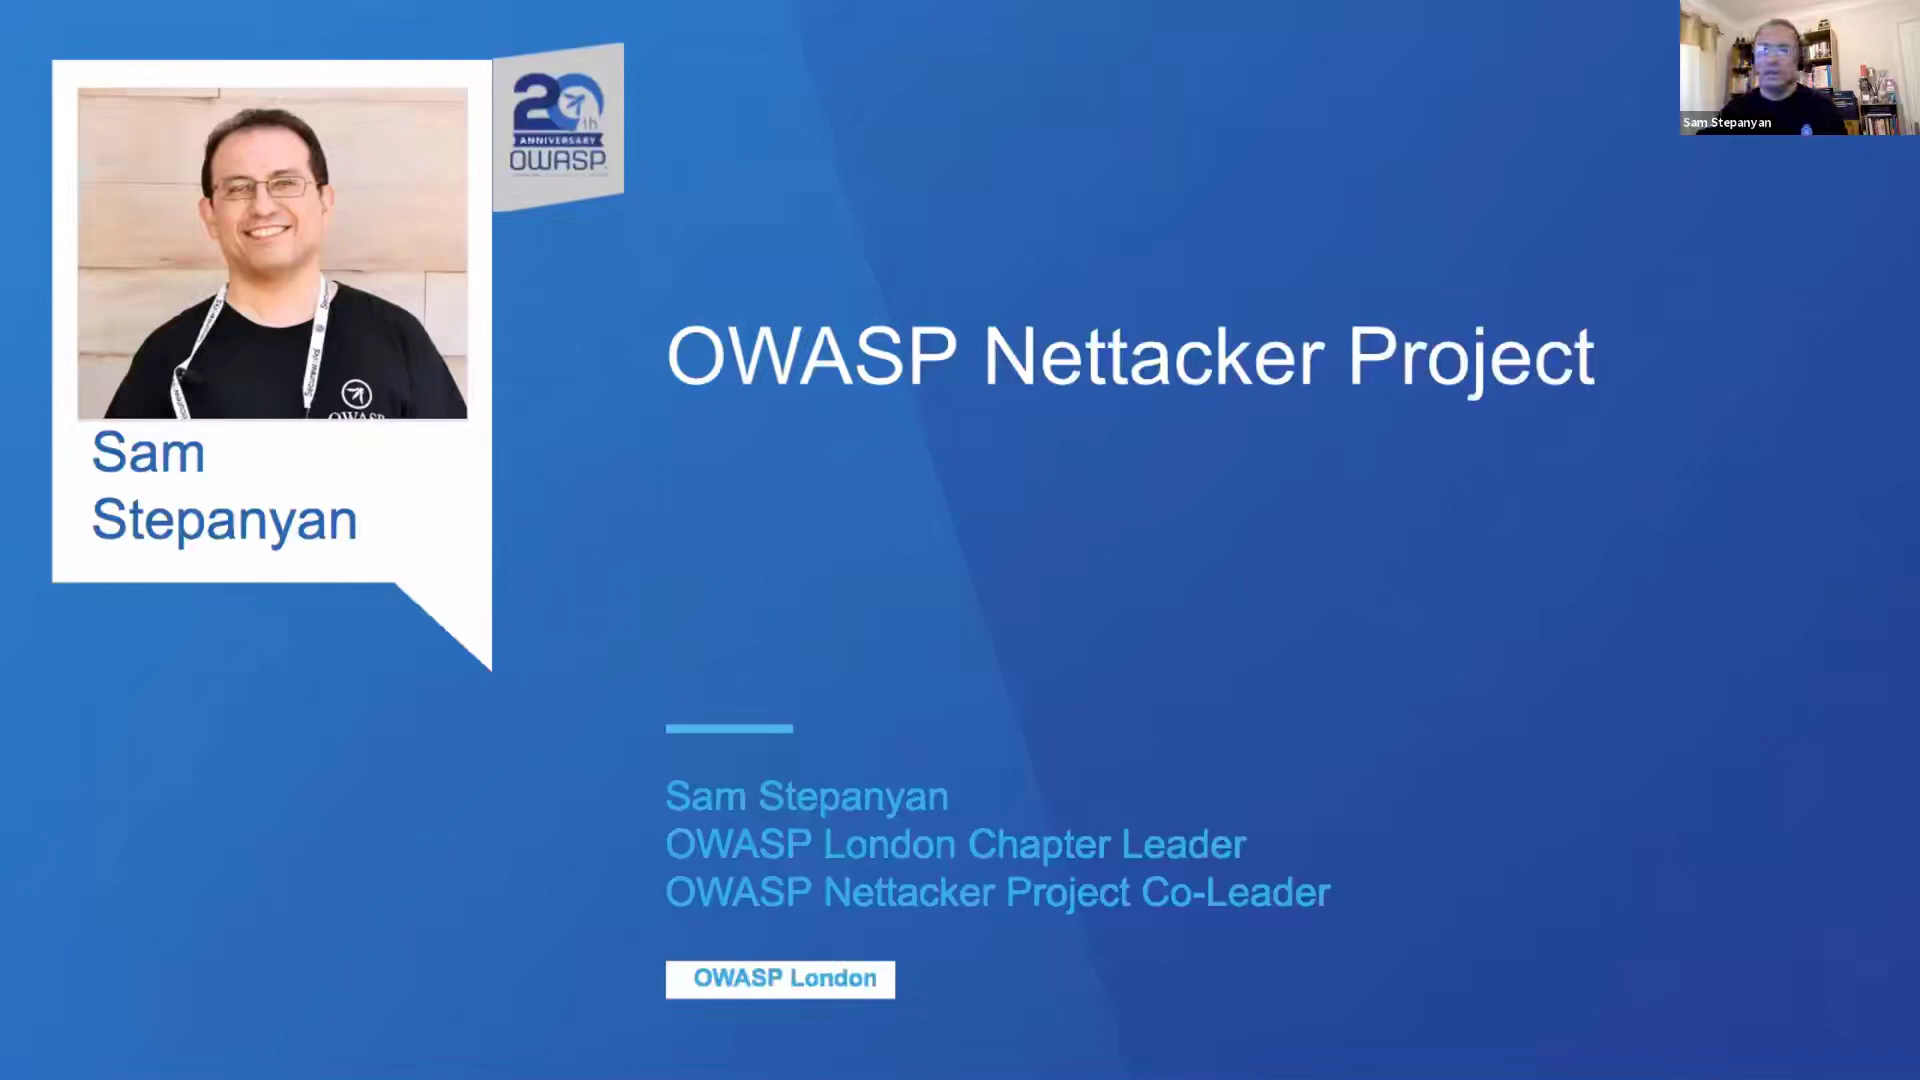 20th
ANNIVERSARY
OWASP
OWASP
Sam
Stepanyan
OWASP Nettacker Project
Sam Stepanyan
OWASP London Chapter Leader
OWASP Nettacker Project Co-Leader
OWASP London
Sam Stepanyan